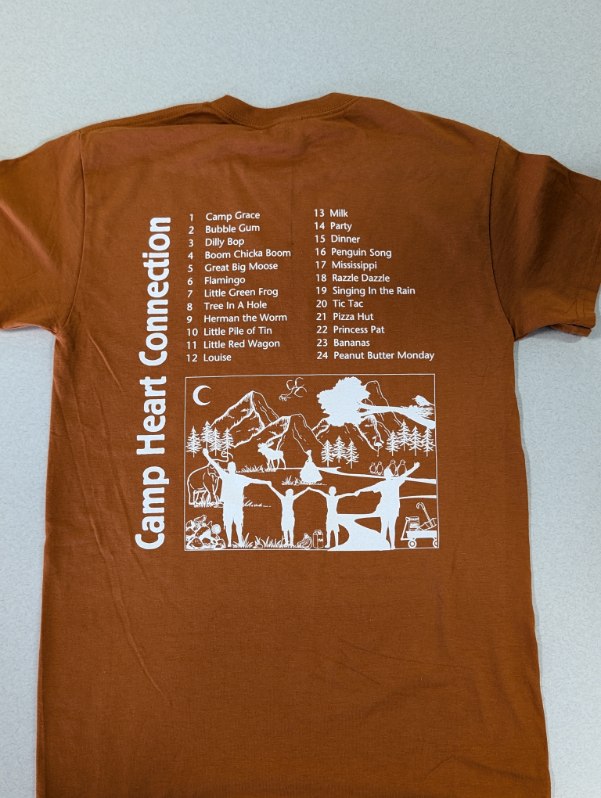 Camp Heart Connection
1 Camp Grace
2 Bubble Gum
3 Dilly Bop
4 Boom Chicka Boom
5 Great Big Moose
6 Flamingo
7 Little Green Frog
8 Tree In A Hole
9 Herman the Worm
10 Little Pile of Tin
11 Little Red Wagon
12 Louise
13 Milk
14 Party
15 Dinner
16 Penguin Song
17 Mississippi
18 Razzle Dazzle
19 Singing In the Rain
20 Tic Tac
21 Pizza Hut
22 Princess Pat
23 Bananas
24 Peanut Butter Monday